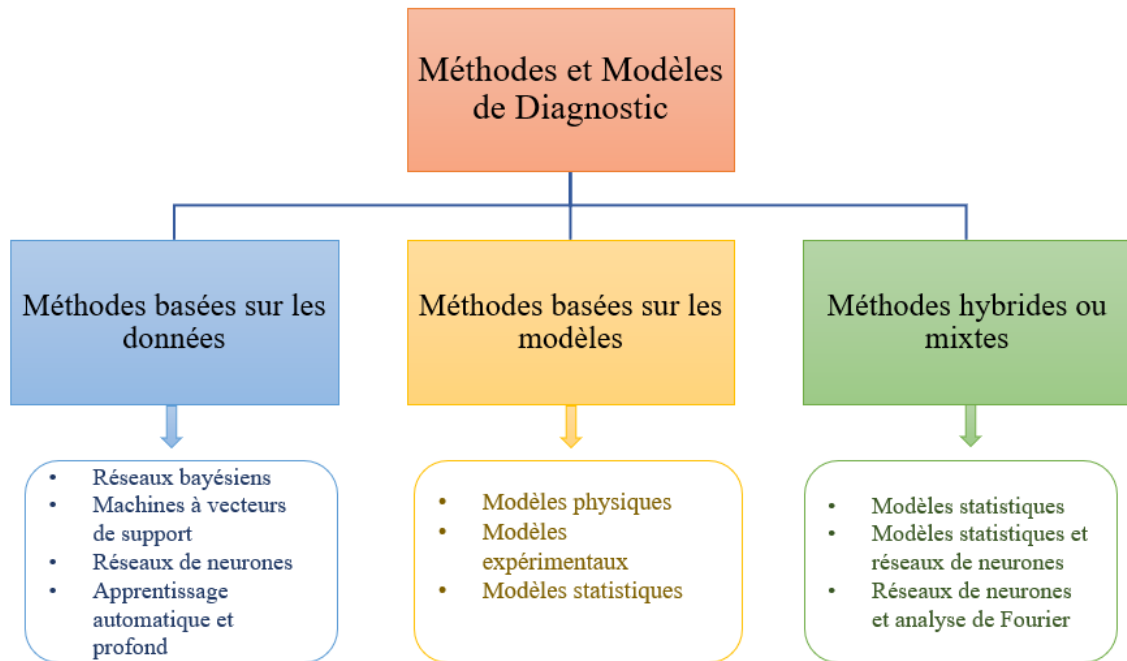 Méthodes et Modèles
de Diagnostic
Méthodes basées sur les
données
Méthodes basées sur les
modèles
Méthodes hybrides ou
mixtes
• Réseaux bayésiens
• Machines à vecteurs
de support
• Réseaux de neurones
• Apprentissage
automatique et
profond
• Modèles physiques
• Modèles
expérimentaux
• Modèles statistiques
• Modèles statistiques
• Modèles statistiques et
réseaux de neurones
• Réseaux de neurones
et analyse de Fourier